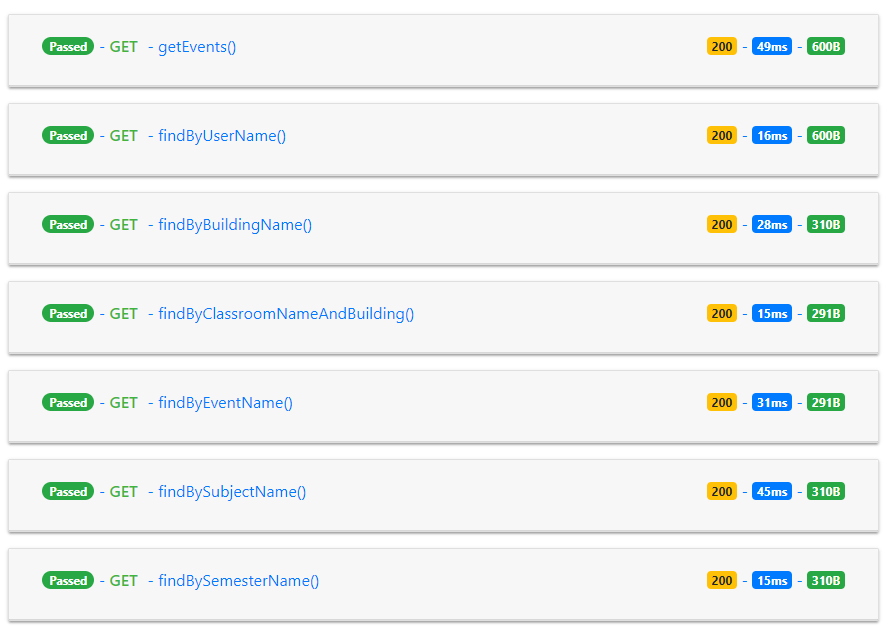 Passed - GET - getEvents() 200 - 49ms - 600B
Passed - GET - findByUserName() 200 - 16ms - 600B
Passed - GET - findByBuildingName() 200 - 28ms - 310B
Passed - GET - findByClassroomNameAndBuilding() 200 - 15ms - 291B
Passed - GET - findByEventName() 200 - 31ms - 291B
Passed - GET - findBySubjectName() 200 - 45ms - 310B
Passed - GET - findBySemesterName() 200 - 15ms - 310B